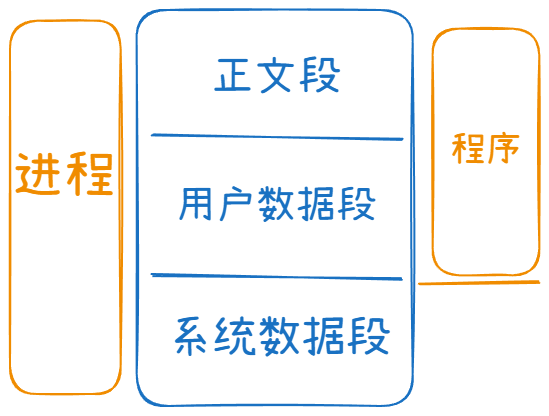 正文段
程序
进程
用户数据段
系统数据段